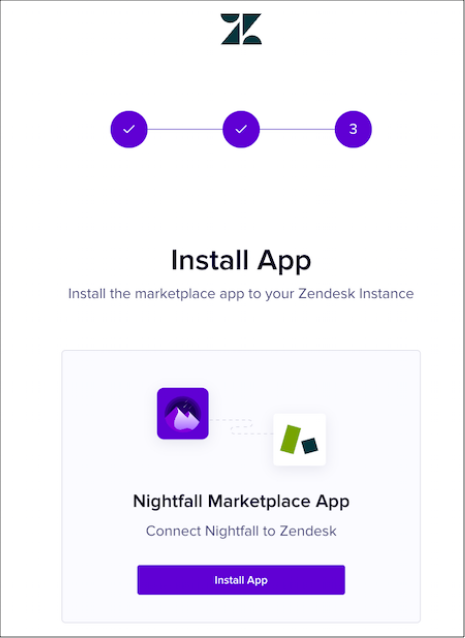 3
Install App
Install the marketplace app to your Zendesk Instance
Nightfall Marketplace App
Connect Nightfall to Zendesk
Install App